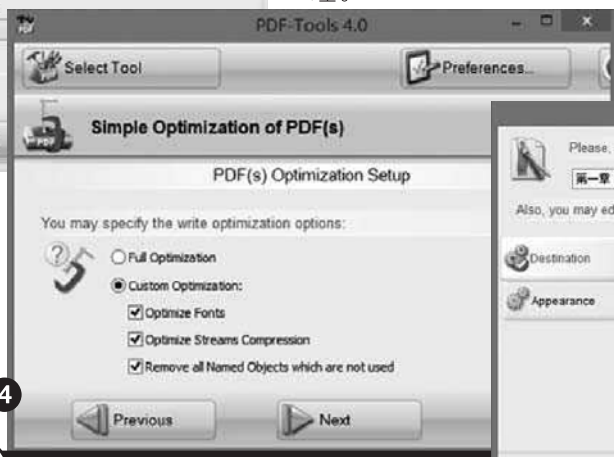 PDF-Tools 4.0
Select Tool
Preferences...
Simple Optimization of PDF(s)
PDF(s) Optimization Setup
You may specify the write optimization options:
Full Optimization
Custom Optimization:
Optimize Fonts
Optimize Streams Compression
Remove all Named Objects which are not used
Previous
Next
4
Please,
第一章
Also, you may ed
Destination
Appearance